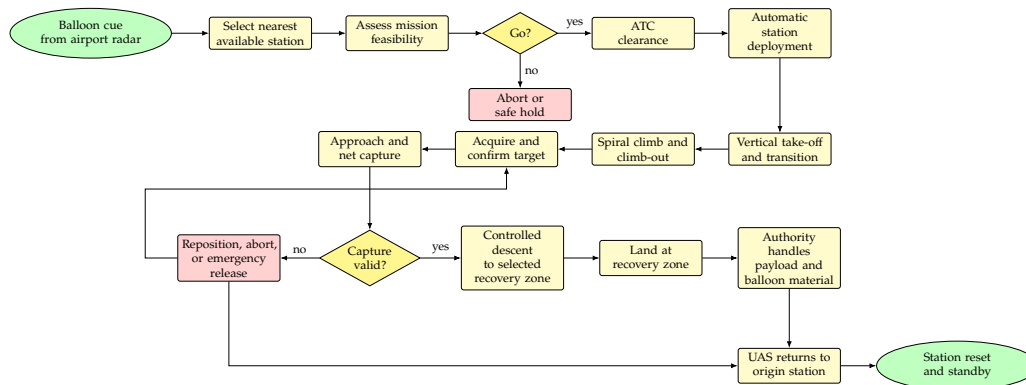 Balloon cue
from airport radar
Select nearest
available station
Assess mission
feasibility
Go?
yes
ATC
clearance
Automatic
station
deployment
no
Abort or
safe hold
Vertical take-off
and transition
Spiral climb and
climb-out
Acquire and
confirm target
Approach and
net capture
Capture
valid?
no
Reposition, abort,
or emergency
release
yes
Controlled
descent
to selected
recovery zone
Land at
recovery zone
Authority
handles
payload and
balloon material
UAS returns to
origin station
Station reset
and standby